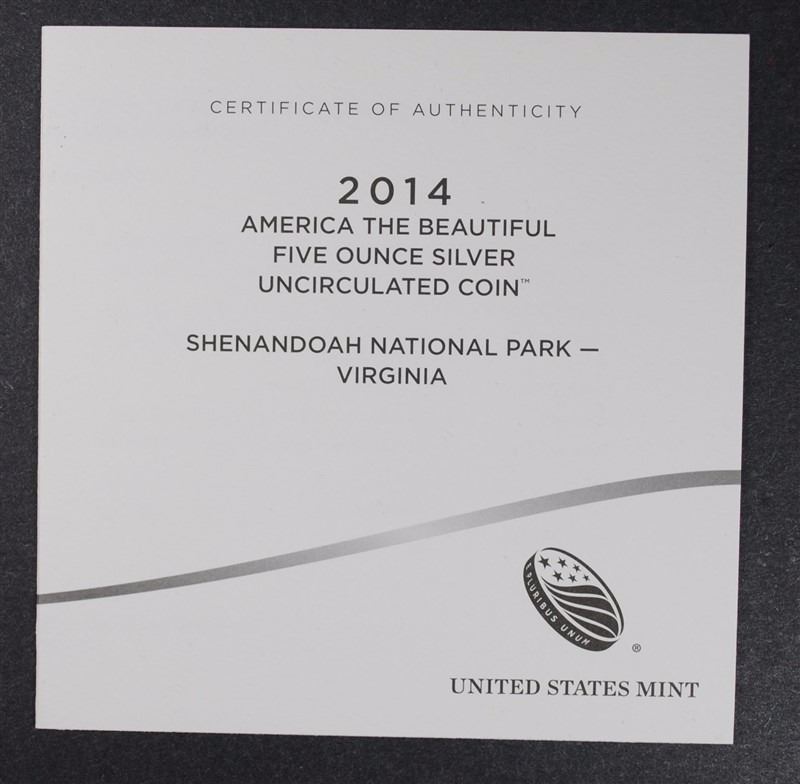 CERTIFICATE OF AUTHENTICITY
2014
AMERICA THE BEAUTIFUL
FIVE OUNCE SILVER
UNCIRCULATED COIN™
SHENANDOAH NATIONAL PARK —
VIRGINIA
E PLURIBUS UNUM
®
UNITED STATES MINT